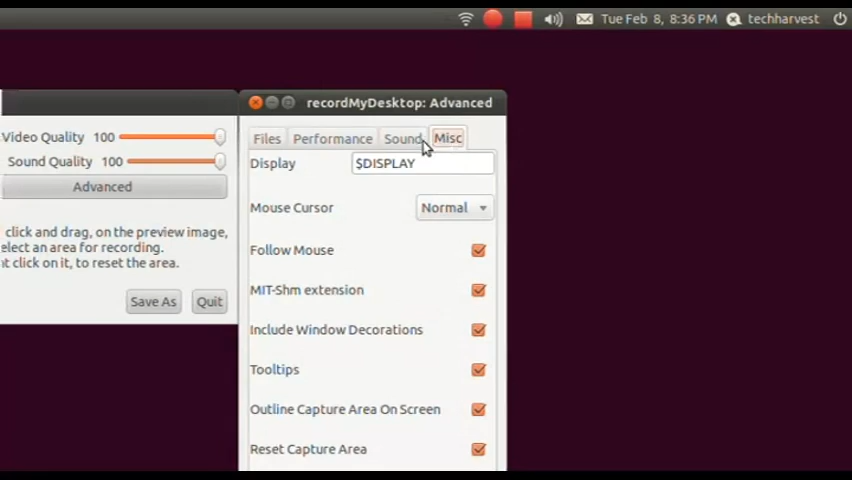 Tue Feb 8, 8:36 PM techharvest
recordMyDesktop: Advanced
Video Quality 100
Sound Quality 100
Advanced
click and drag, on the preview image,
elect an area for recording.
t click on it, to reset the area.
Save As Quit
Files Performance Sound Misc
Display $DISPLAY
Mouse Cursor Normal
Follow Mouse
MIT-Shm extension
Include Window Decorations
Tooltips
Outline Capture Area On Screen
Reset Capture Area